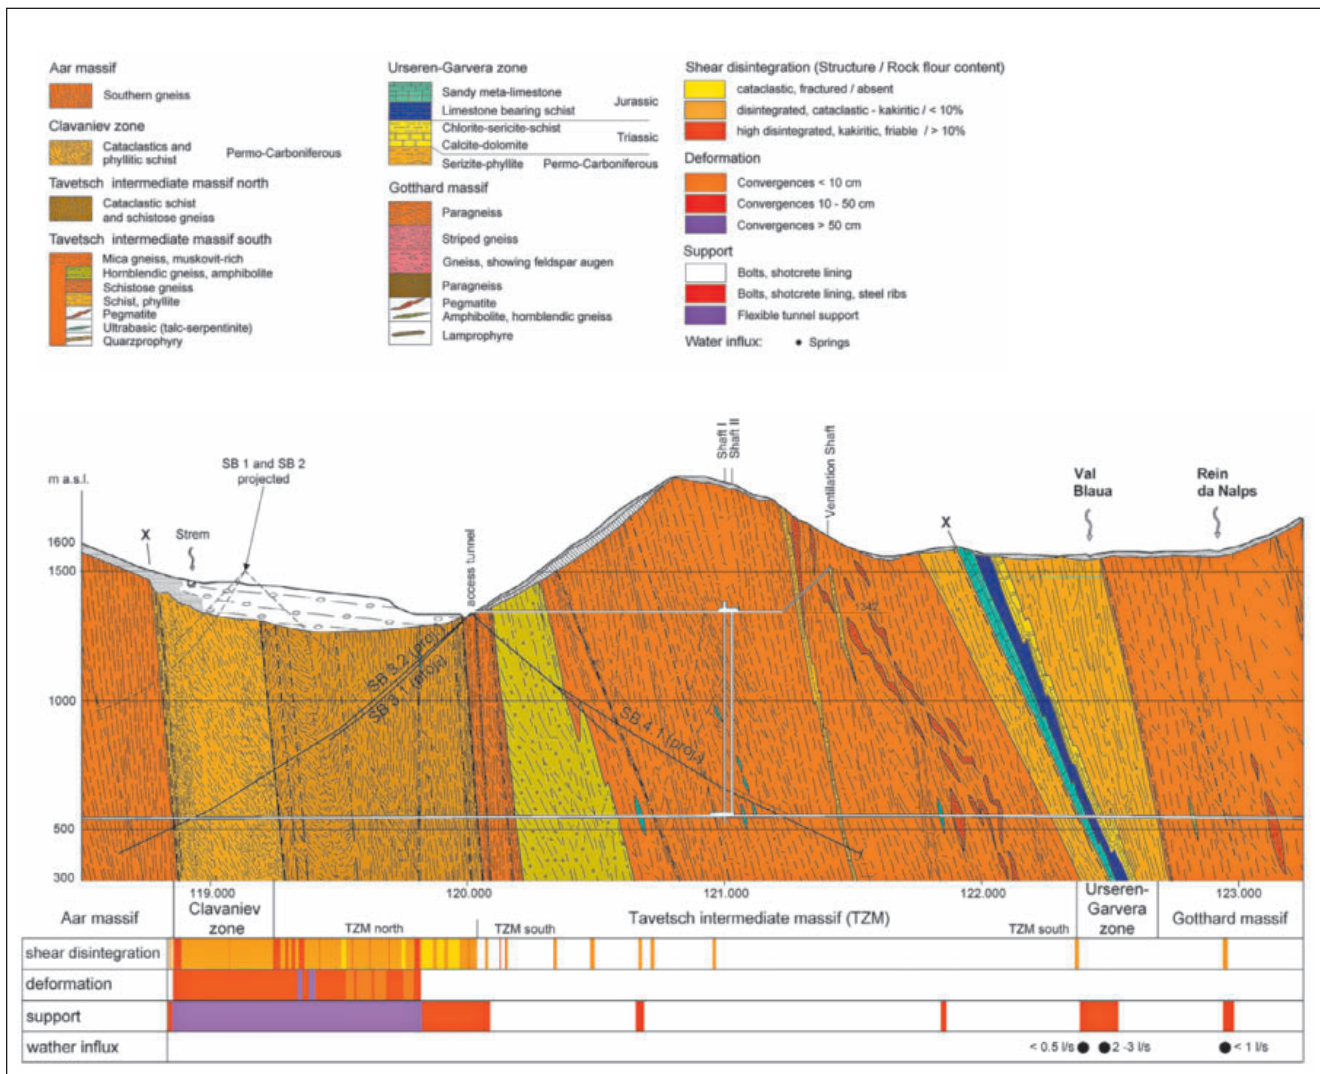 Aar massif
Southern gneiss
Clavaniev zone
Cataclastics and
phyllitic schist
Permo-Carboniferous
Tavetsch intermediate massif north
Cataclastic schist
and schistose gneiss
Tavetsch intermediate massif south
Mica gneiss, muskovit-rich
Hornblendic gneiss, amphibolite
Schistose gneiss
Schist, phyllite
Pegmatite
Ultrabasic (talc-serpentinite)
Quarzprophyry
Urseren-Garvera zone
Sandy meta-limestone
Limestone bearing schist
Jurassic
Chlorite-sericite-schist
Calcite-dolomite
Triassic
Serizite-phyllite Permo-Carboniferous
Gotthard massif
Paragneiss
Striped gneiss
Gneiss, showing feldspar augen
Paragneiss
Pegmatite
Amphibolite, hornblendic gneiss
Lamprophyre
Shear disintegration (Structure / Rock flour content)
cataclastic, fractured / absent
disintegrated, cataclastic - kakiritic / < 10%
high disintegrated, kakiritic, friable / > 10%
Deformation
Convergences < 10 cm
Convergences 10 - 50 cm
Convergences > 50 cm
Support
Bolts, shotcrete lining
Bolts, shotcrete lining, steel ribs
Flexible tunnel support
Water influx: • Springs
m a.s.l.
1600
1500
1000
500
300
X
Strem
SB 1 and SB 2
projected
access tunnel
Shaft I
Shaft II
Ventilation Shaft
X
Val
Blaua
Rein
da Nalps
SB 3.2 (proj)
SB 3.1 (proj)
SB 4.1 (proj.)
1342
119.000
120.000
121.000
122.000
123.000
Aar massif
Clavaniev
zone
TZM north
TZM south
Tavetsch intermediate massif (TZM)
TZM south
Urseren-
Garvera
zone
Gotthard massif
shear disintegration
deformation
support
wather influx
< 0.5 l/s
2 -3 l/s
< 1 l/s